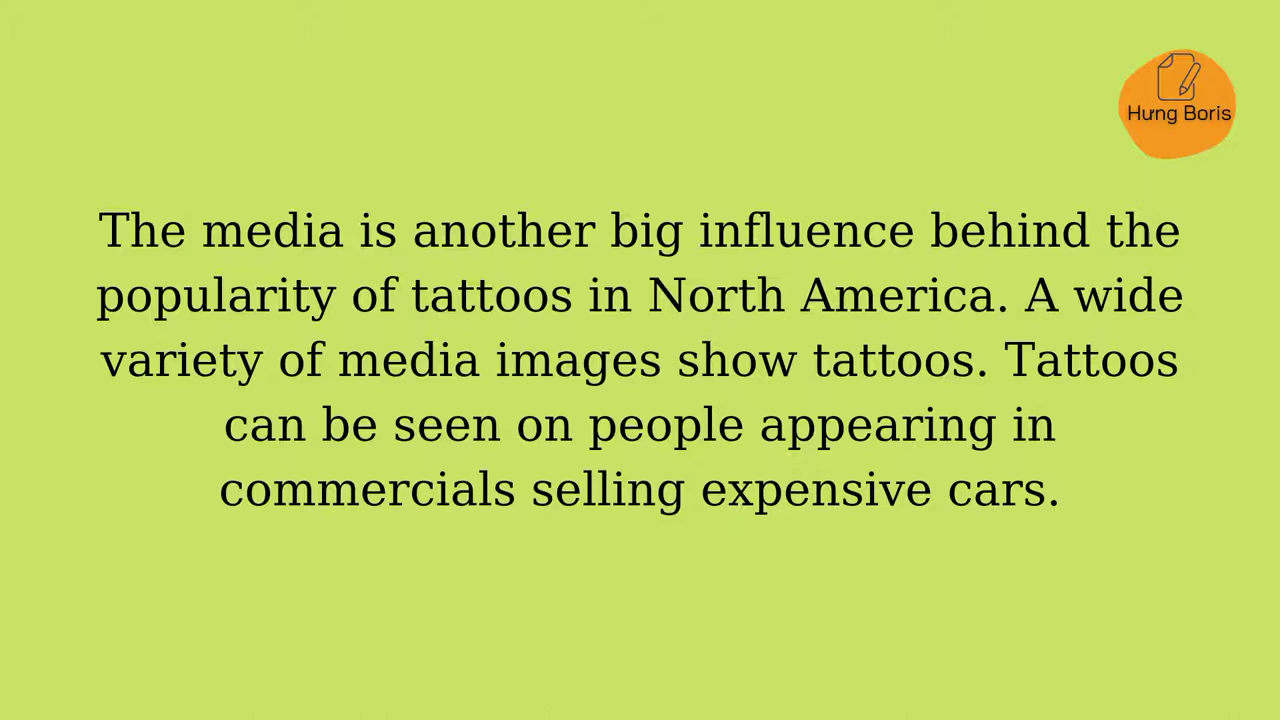 Hưng Boris
The media is another big influence behind the
popularity of tattoos in North America. A wide
variety of media images show tattoos. Tattoos
can be seen on people appearing in
commercials selling expensive cars.